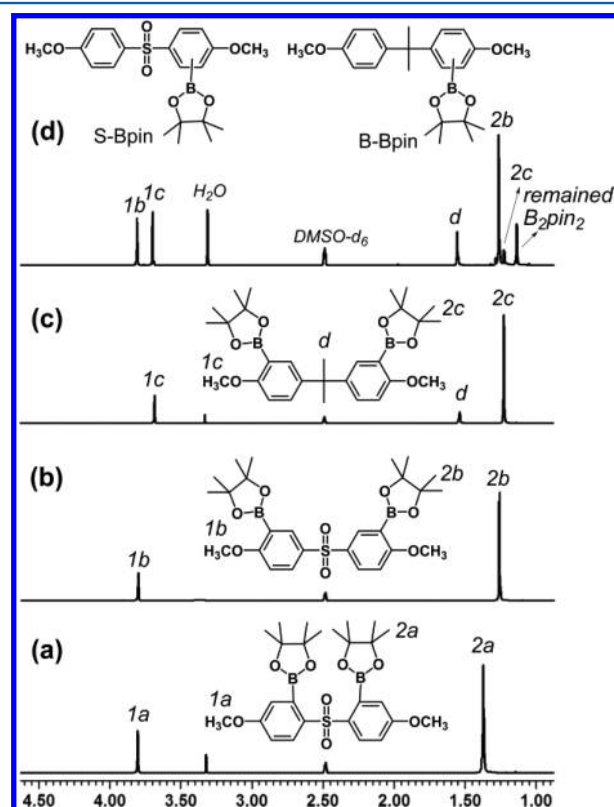 H₃CO OCH₃ H₃CO OCH₃
S
O O
B B
O O O O
S-Bpin B-Bpin 2b
(d) 2c
1b 1c H₂O remained
DMSO-d₆ d B₂pin₂
(c) 2c 2c
O O O O
B d B
1c 1c H₃CO OCH₃ d
(b) 2b 2b
O O O O
B B
1b 1b H₃CO S OCH₃
O O
(a) 2a 2a
O O O O
B B
1a 1a H₃CO S OCH₃
O O
4.50 4.00 3.50 3.00 2.50 2.00 1.50 1.00